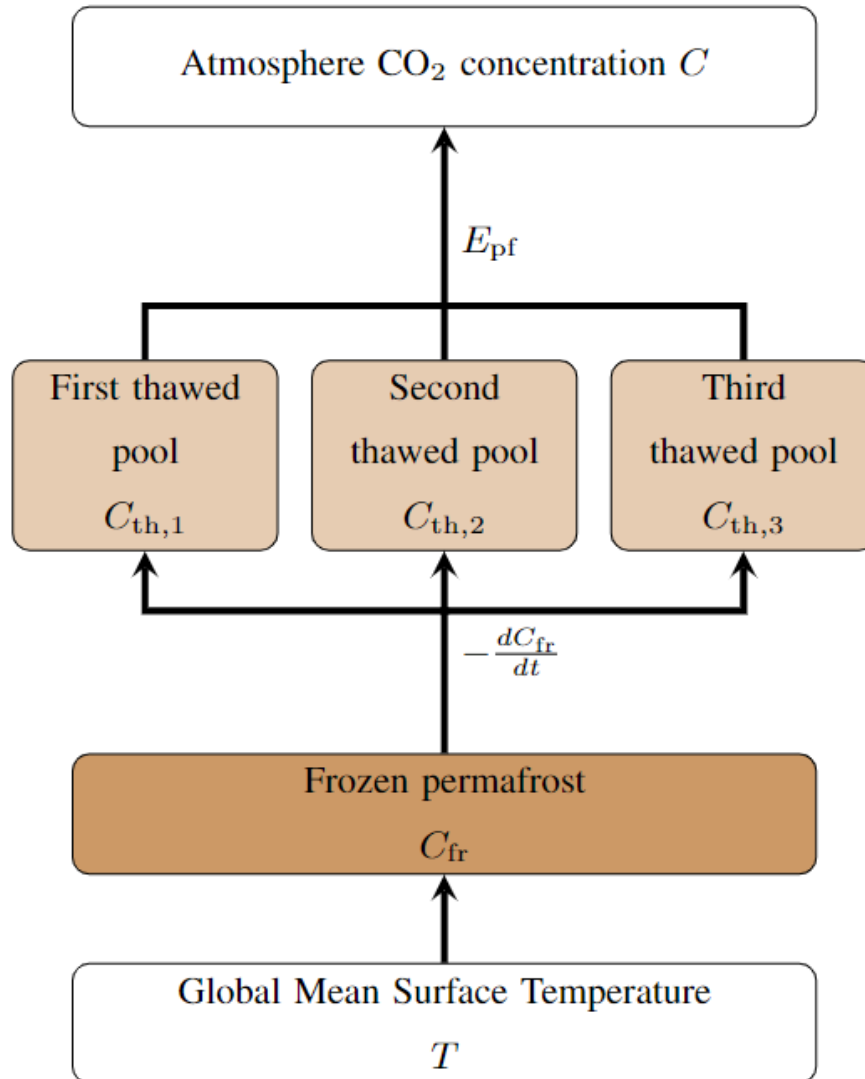 Atmosphere CO₂ concentration C
E_pf
First thawed
pool
C_th,1
Second
thawed pool
C_th,2
Third
thawed pool
C_th,3
−dC_fr/dt
Frozen permafrost
C_fr
Global Mean Surface Temperature
T